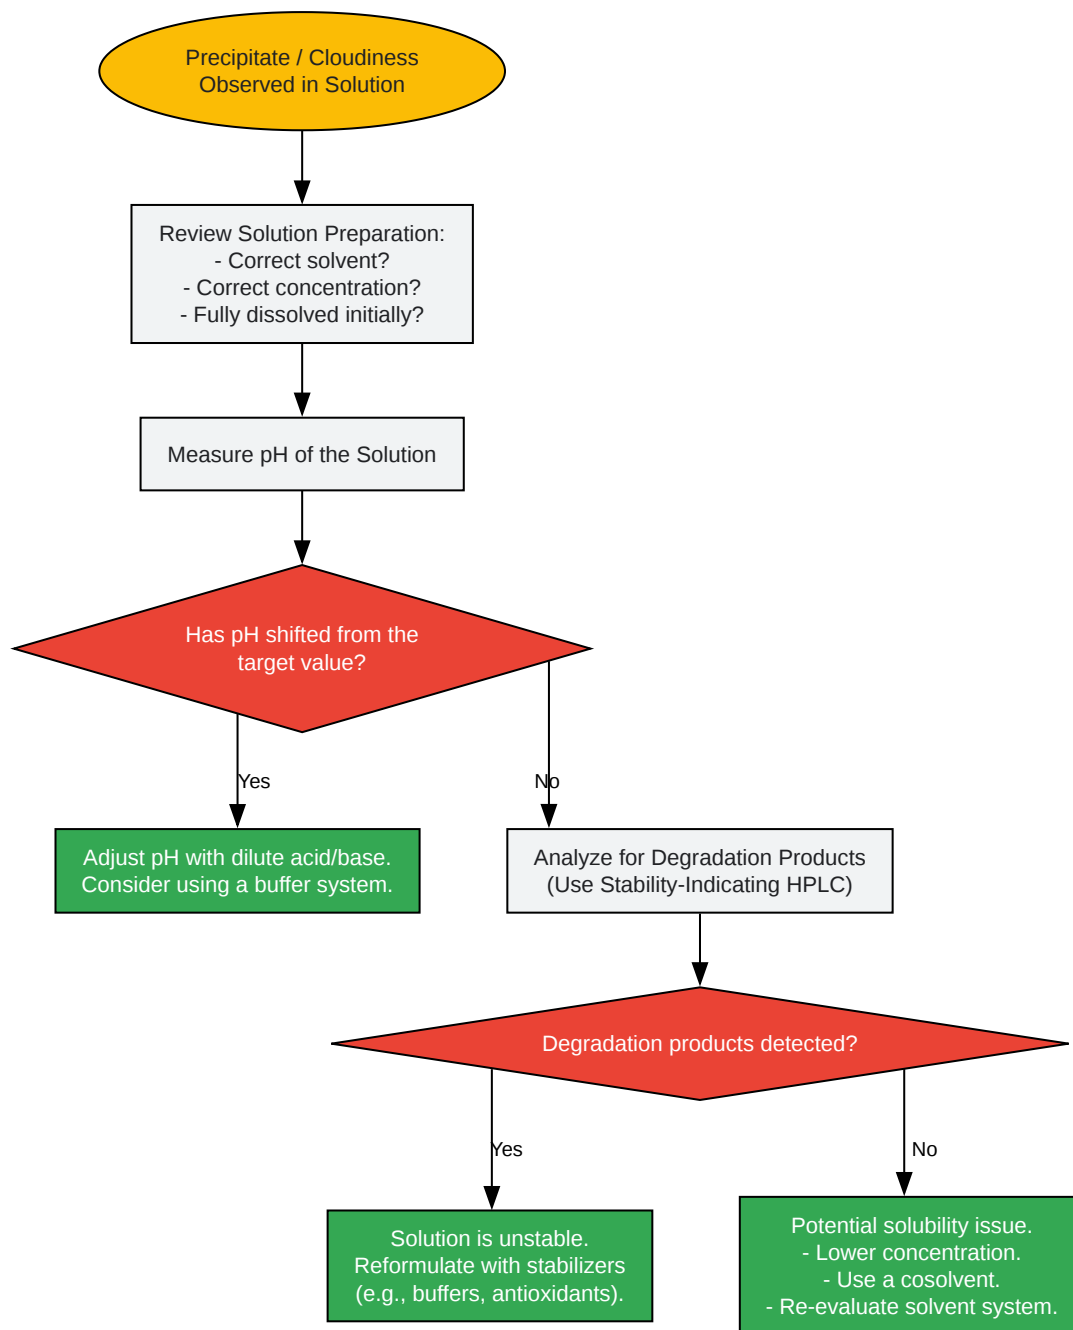 Precipitate / Cloudiness
Observed in Solution
Review Solution Preparation:
- Correct solvent?
- Correct concentration?
- Fully dissolved initially?
Measure pH of the Solution
Has pH shifted from the
target value?
Yes
No
Adjust pH with dilute acid/base.
Consider using a buffer system.
Analyze for Degradation Products
(Use Stability-Indicating HPLC)
Degradation products detected?
Yes
No
Solution is unstable.
Reformulate with stabilizers
(e.g., buffers, antioxidants).
Potential solubility issue.
- Lower concentration.
- Use a cosolvent.
- Re-evaluate solvent system.